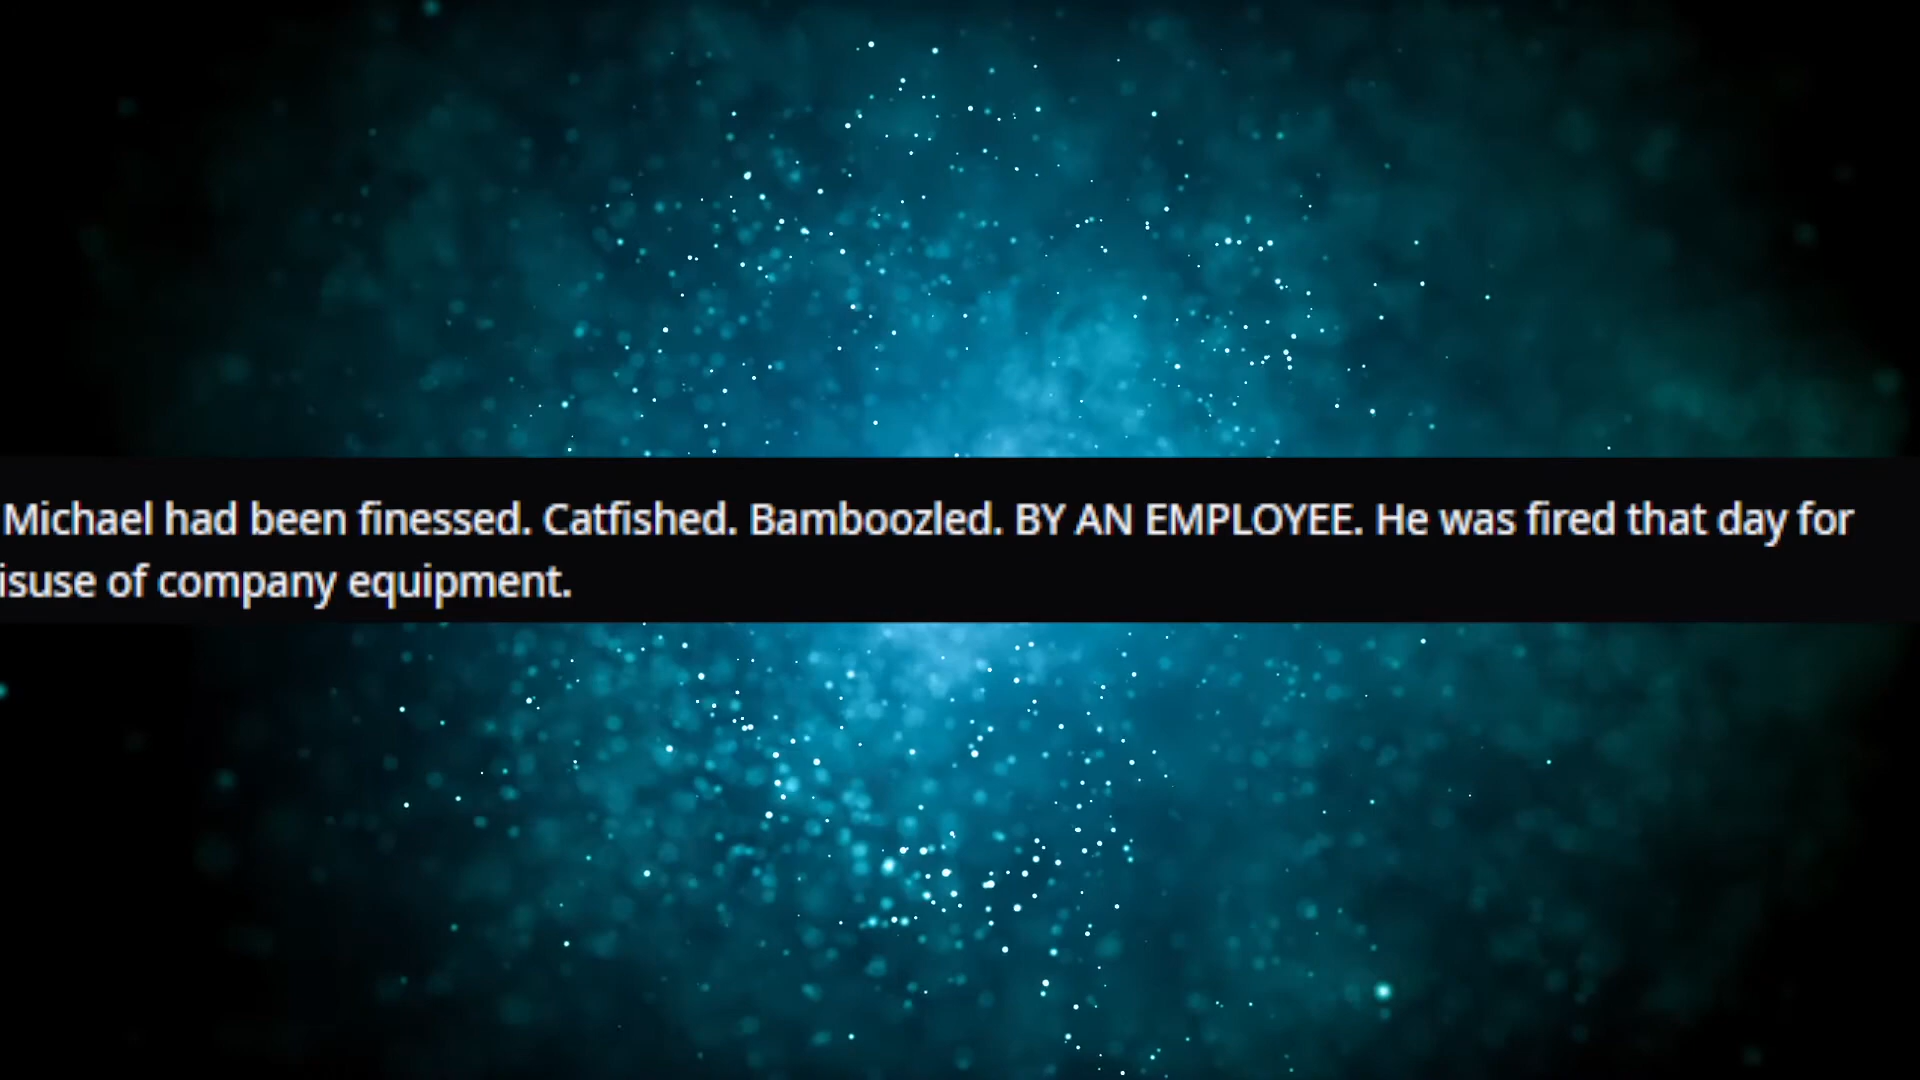 Michael had been finessed. Catfished. Bamboozled. BY AN EMPLOYEE. He was fired that day for
isuse of company equipment.